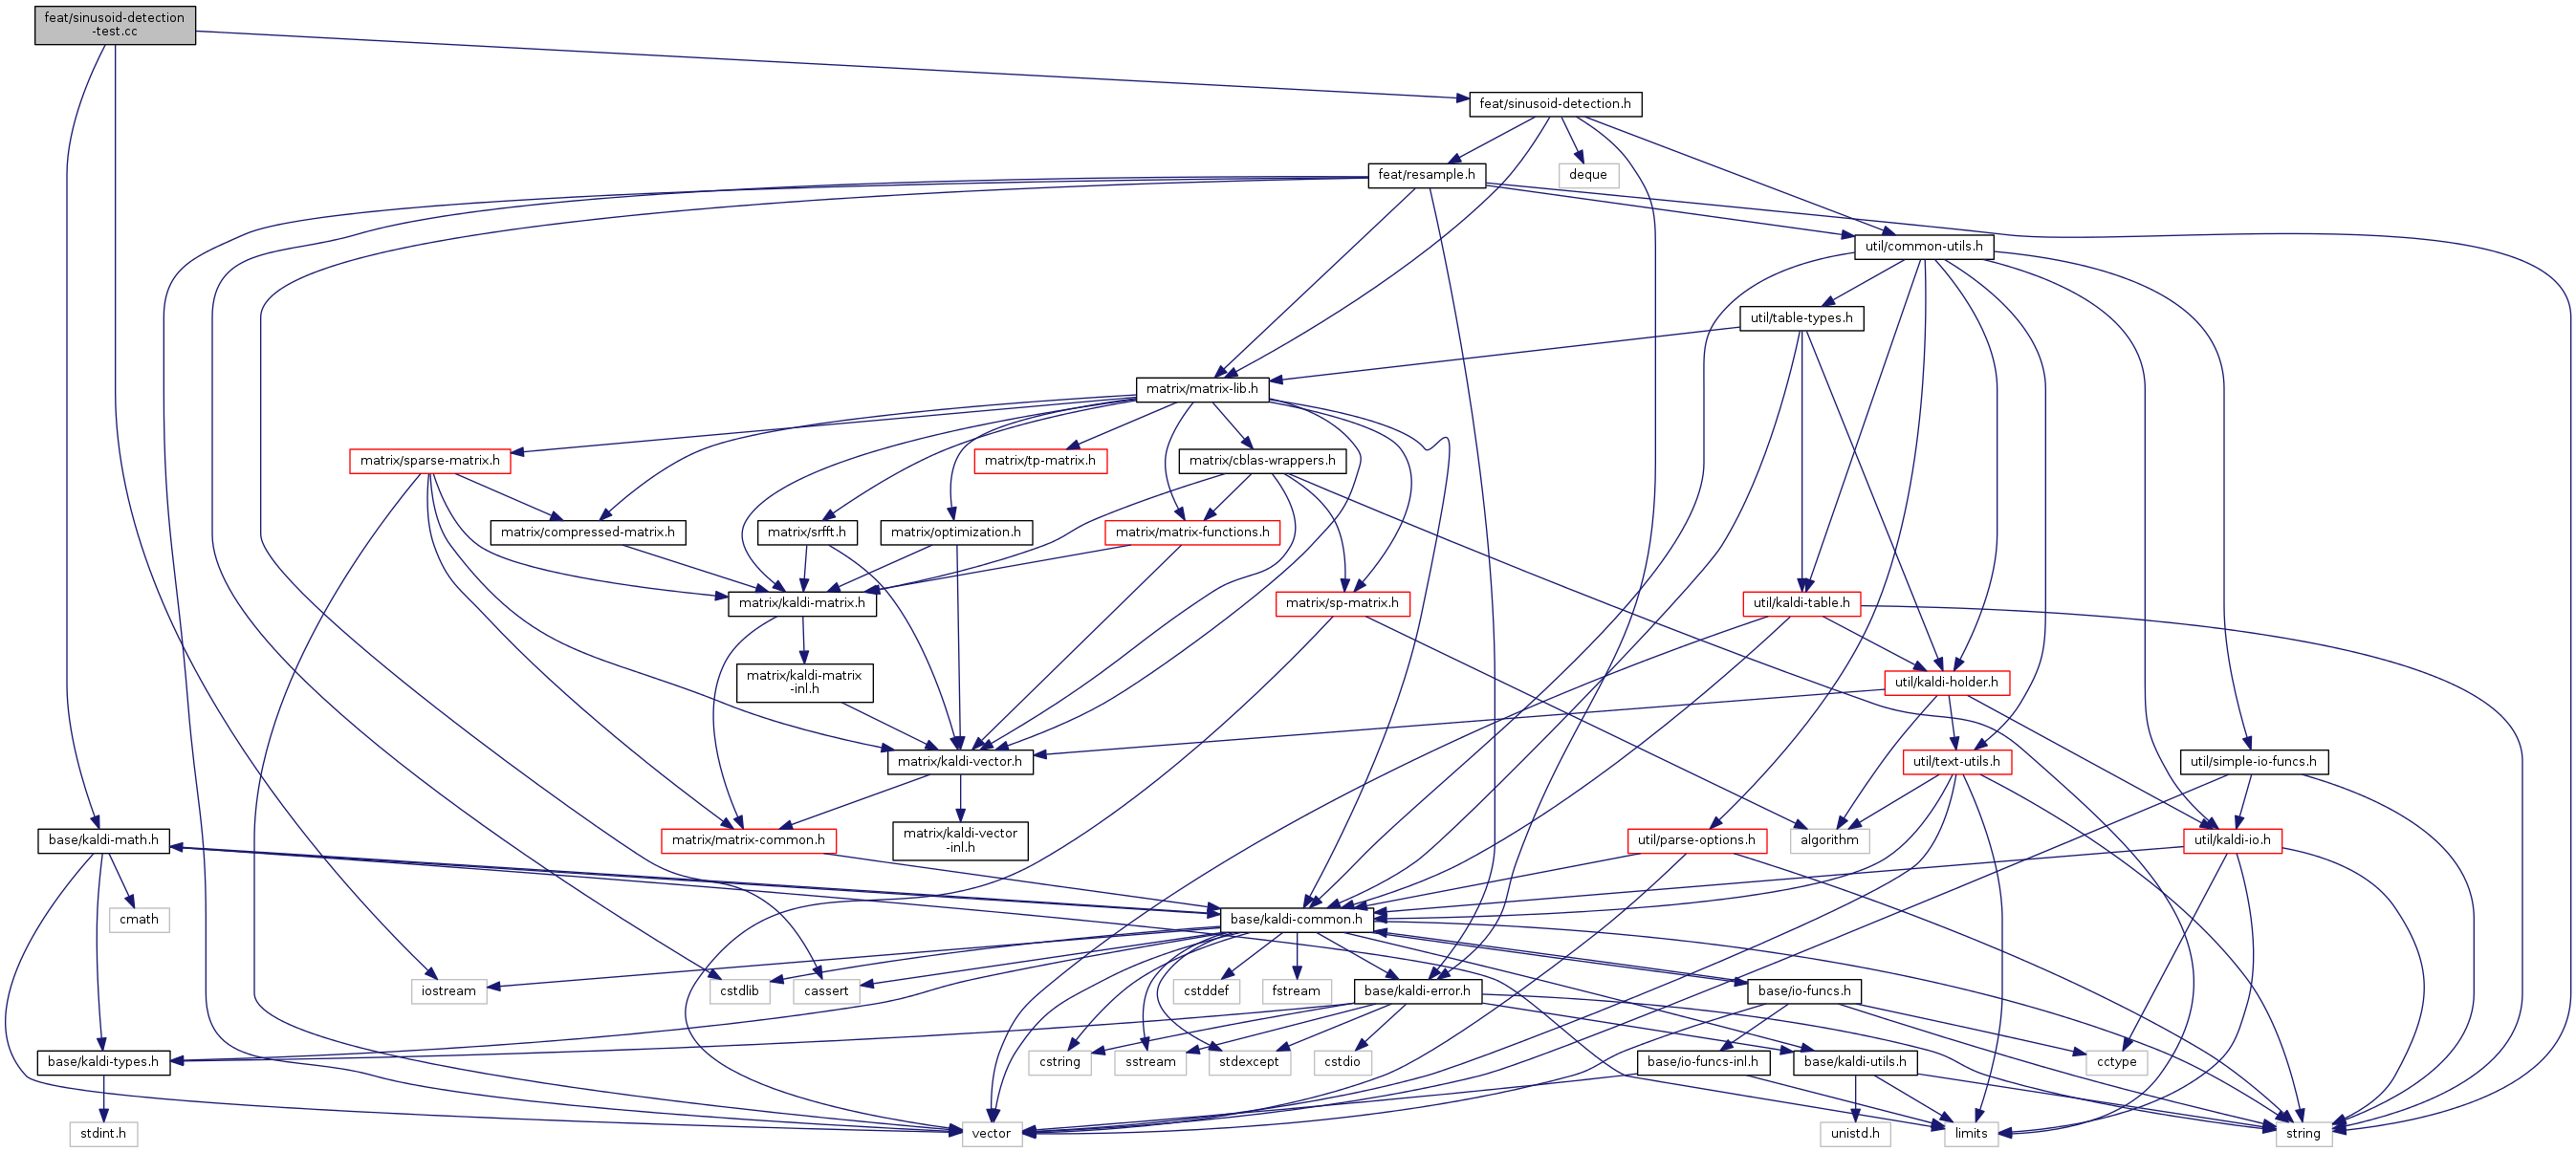 feat/sinusoid-detection
-test.cc
feat/sinusoid-detection.h
feat/resample.h
deque
util/common-utils.h
util/table-types.h
matrix/matrix-lib.h
matrix/sparse-matrix.h
matrix/tp-matrix.h
matrix/cblas-wrappers.h
matrix/compressed-matrix.h
matrix/srfft.h
matrix/optimization.h
matrix/matrix-functions.h
matrix/kaldi-matrix.h
matrix/sp-matrix.h
util/kaldi-table.h
matrix/kaldi-matrix
-inl.h
util/kaldi-holder.h
matrix/kaldi-vector.h
util/text-utils.h
util/simple-io-funcs.h
base/kaldi-math.h
matrix/matrix-common.h
matrix/kaldi-vector
-inl.h
util/parse-options.h
algorithm
util/kaldi-io.h
cmath
base/kaldi-common.h
iostream
cstdlib
cassert
cstddef
fstream
base/kaldi-error.h
base/io-funcs.h
base/kaldi-types.h
cstring
sstream
stdexcept
cstdio
base/io-funcs-inl.h
base/kaldi-utils.h
cctype
stdint.h
vector
unistd.h
limits
string